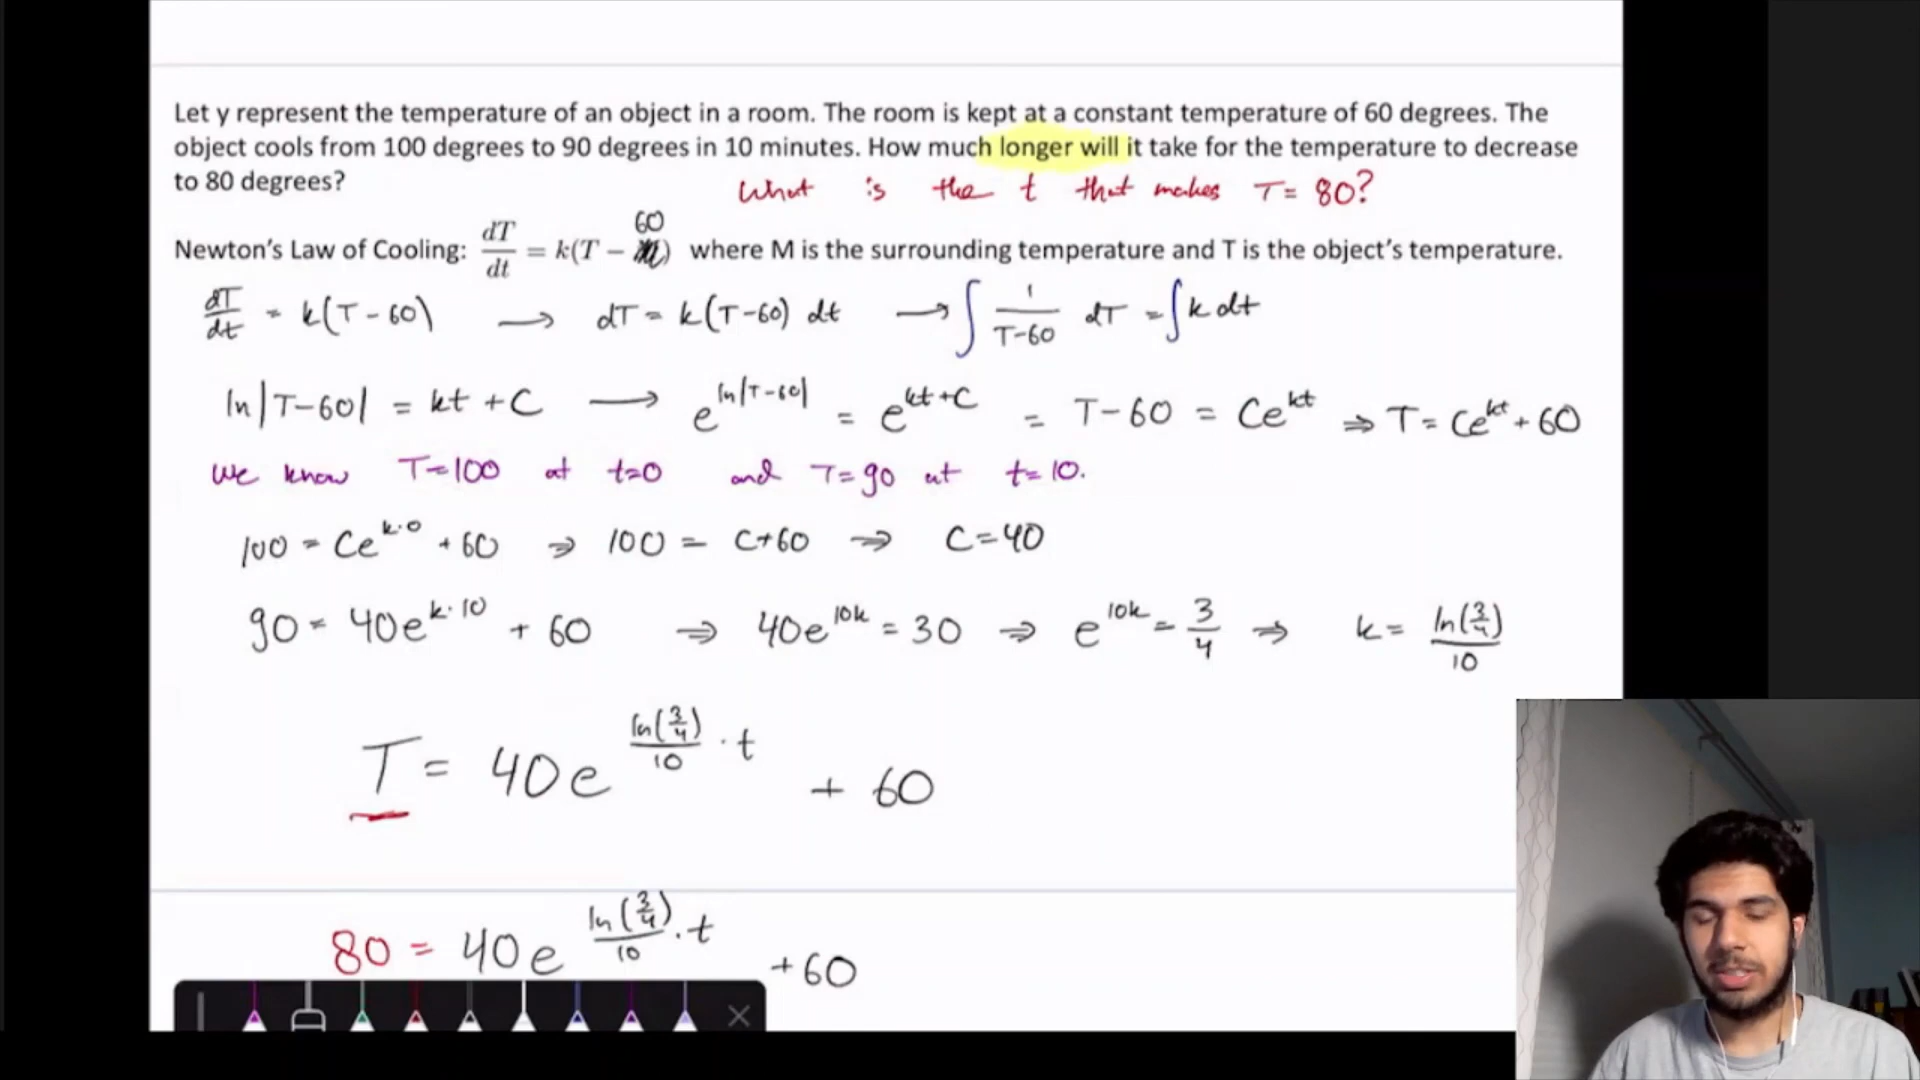 Let y represent the temperature of an object in a room. The room is kept at a constant temperature of 60 degrees. The
object cools from 100 degrees to 90 degrees in 10 minutes. How much longer will it take for the temperature to decrease
to 80 degrees? What is the t that makes T = 80?
Newton's Law of Cooling: dT/dt = k(T − 60) where M is the surrounding temperature and T is the object's temperature.
dT/dt = k(T-60) → dT = k(T-60) dt → ∫ 1/(T-60) dT = ∫ k dt
ln|T-60| = kt + C → e^(ln|T-60|) = e^(kt+C) = T-60 = Ce^(kt) ⇒ T = Ce^(kt) + 60
We know T=100 at t=0 and T=90 at t=10.
100 = Ce^(k·0) + 60 ⇒ 100 = C+60 ⇒ C=40
90 = 40e^(k·10) + 60 ⇒ 40e^(10k) = 30 ⇒ e^(10k) = 3/4 ⇒ k = ln(3/4)/10
T = 40e^(ln(3/4)/10 · t) + 60
80 = 40e^(ln(3/4)/10 · t) + 60